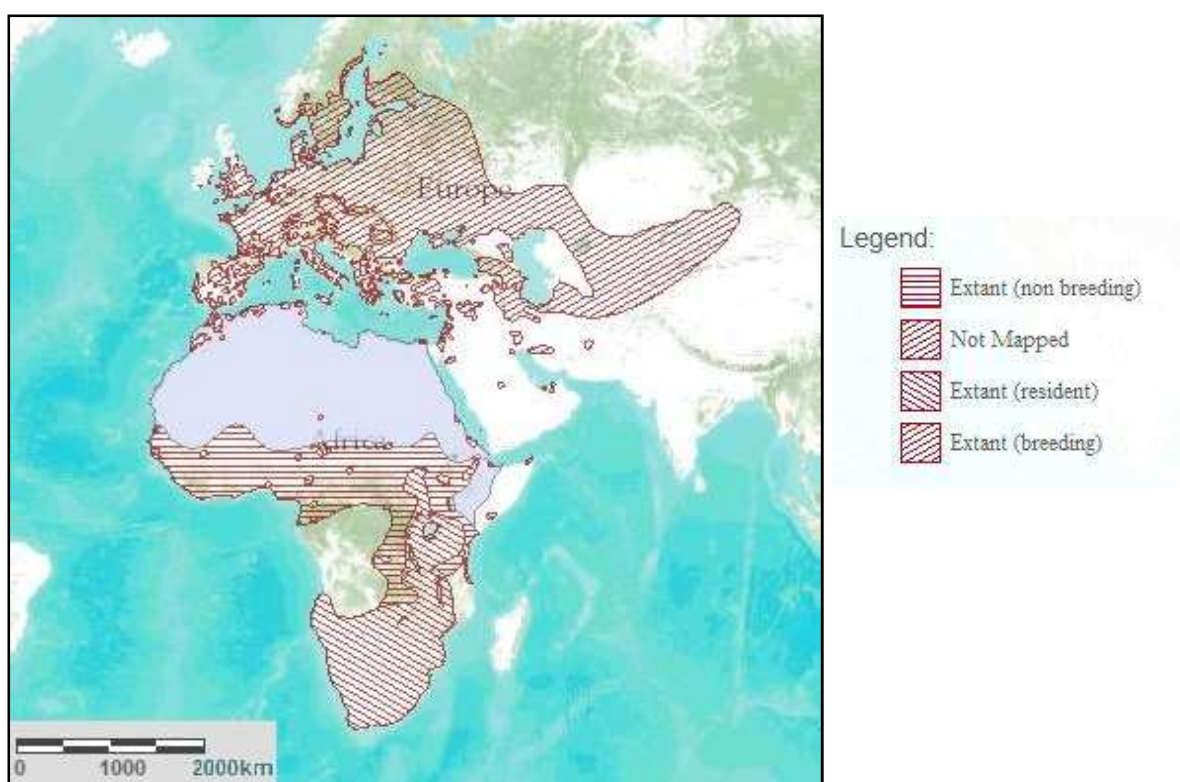 Europe
Africa
0 1000 2000km
Legend:
Extant (non breeding)
Not Mapped
Extant (resident)
Extant (breeding)